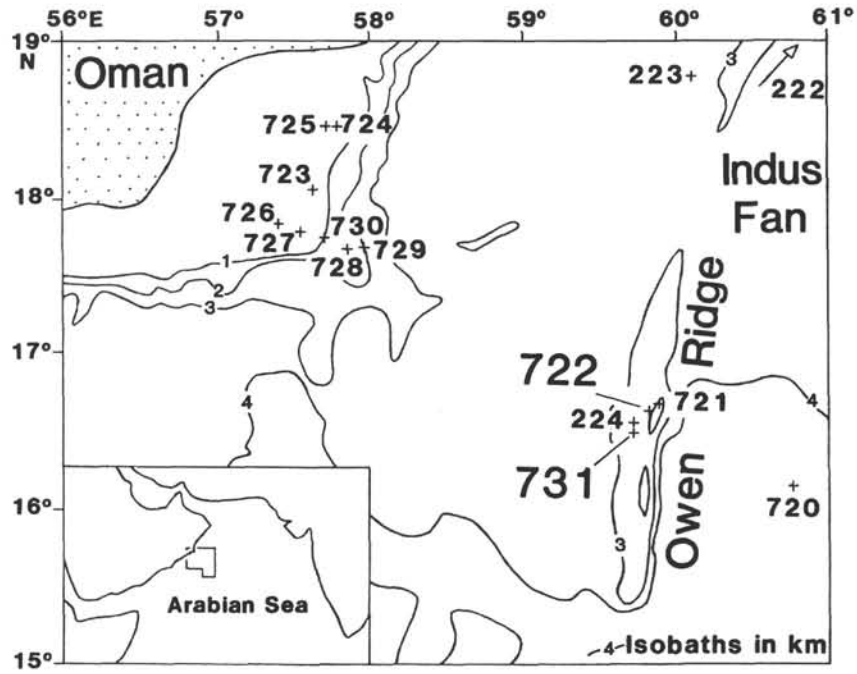 56°E 57° 58° 59° 60° 61°
19°
N
Oman
3
223
222
725 724
Indus
Fan
723
18°
726
730
727
729
728
1
2
3
Ridge
17°
722
4
4
721
224
731
Owen
16°
720
3
Arabian Sea
4 Isobaths in km
15°